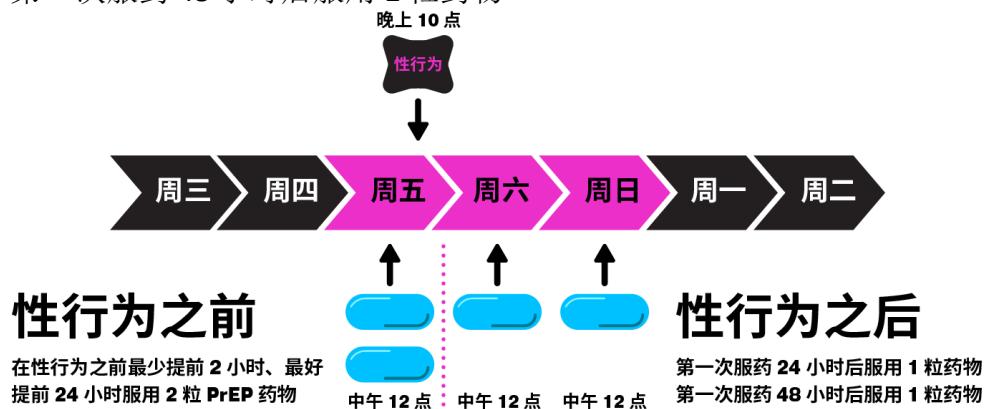 晚上 10 点
性行为
周三 周四 周五 周六 周日 周一 周二
性行为之前
在性行为之前最少提前 2 小时、最好
提前 24 小时服用 2 粒 PrEP 药物
中午 12 点 中午 12 点 中午 12 点
性行为之后
第一次服药 24 小时后服用 1 粒药物
第一次服药 48 小时后服用 1 粒药物